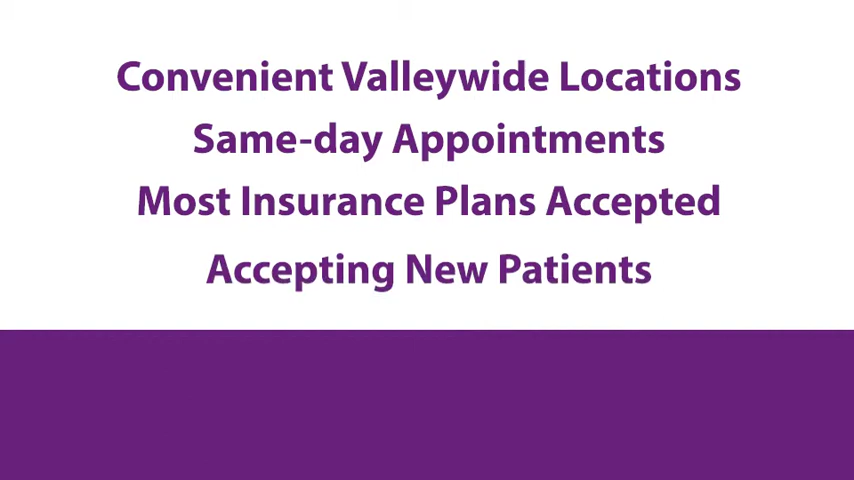 Convenient Valleywide Locations
Same-day Appointments
Most Insurance Plans Accepted
Accepting New Patients